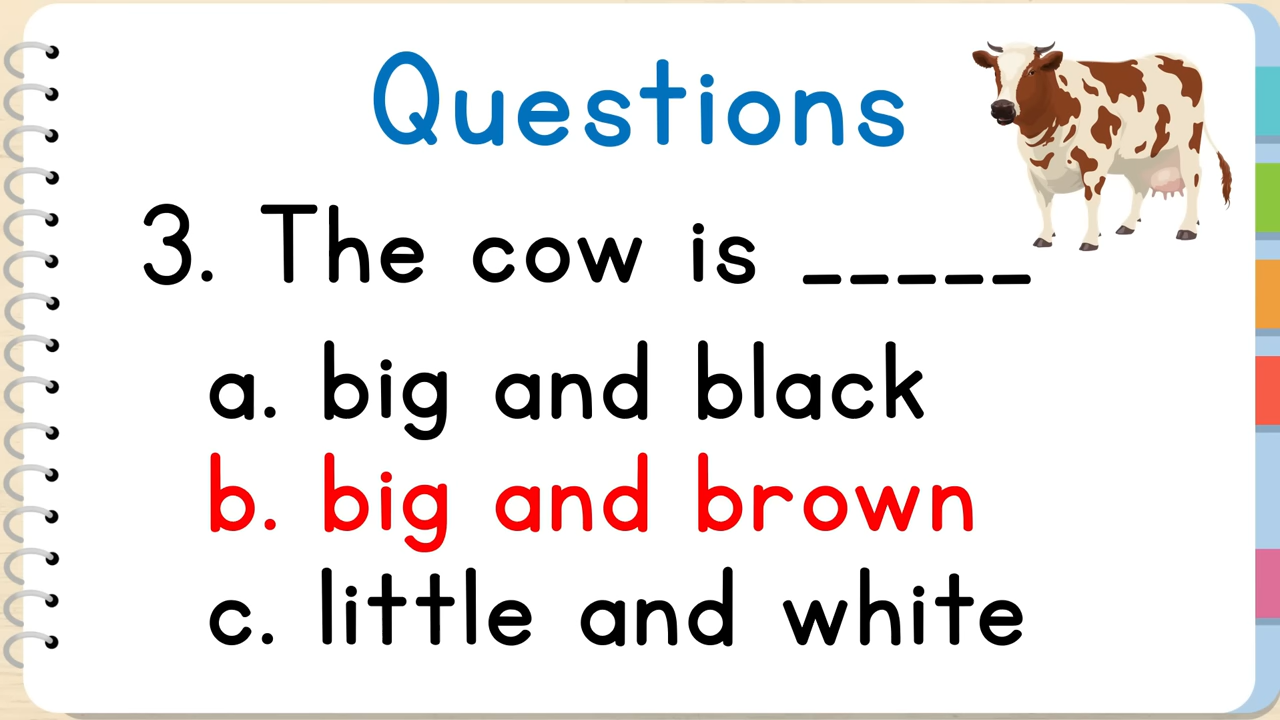 Questions
3. The cow is _____
a. big and black
b. big and brown
c. little and white